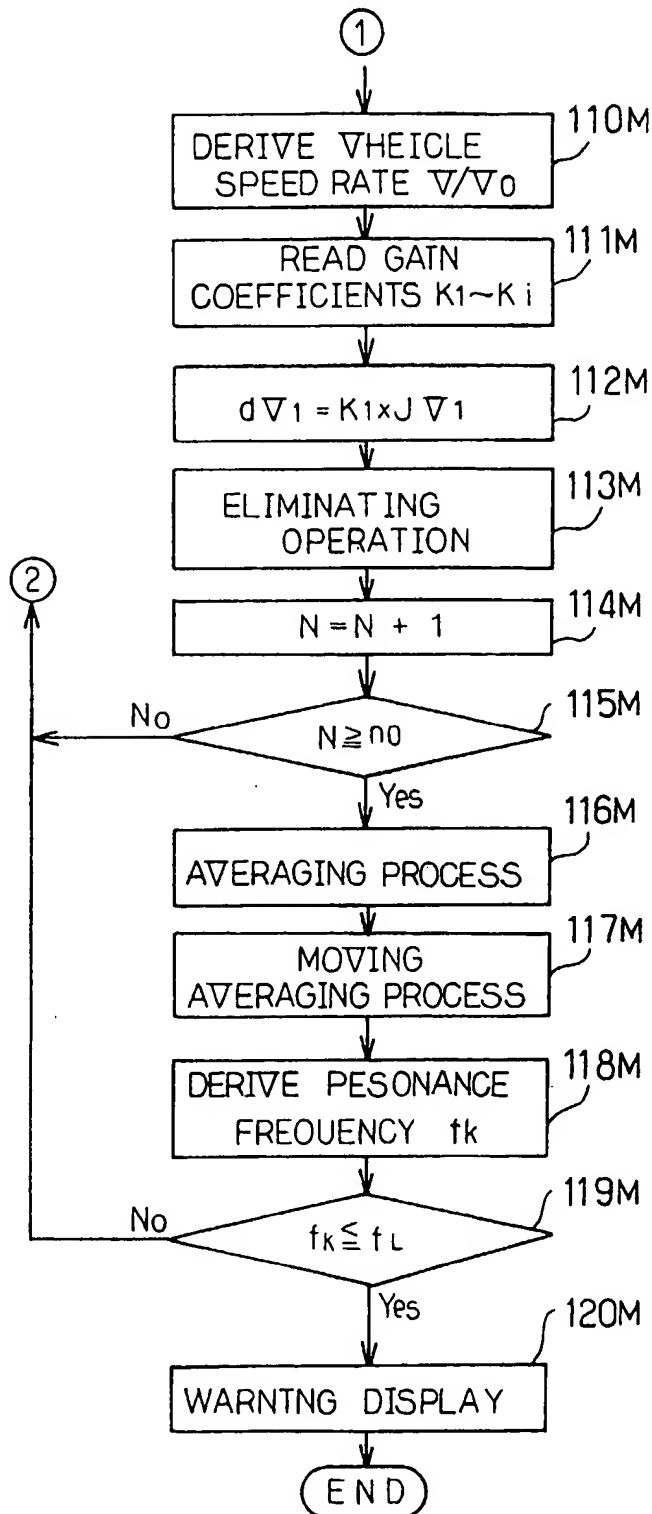 1
110M
DERIVE ∇HEICLE
SPEED RATE ∇/∇0
111M
READ GATN
COEFFICIENTS K1~Ki
112M
d∇1 = K1×J ∇1
113M
ELIMINATING
OPERATION
2
114M
N = N + 1
115M
No
N ≧ n0
Yes
116M
A∇ERAGING PROCESS
117M
MO∇ING
A∇ERAGING PROCESS
118M
DERI∇E PESONANCE
FREOUENCY fk
119M
No
fK ≦ fL
Yes
120M
WARNTNG DISPLAY
END